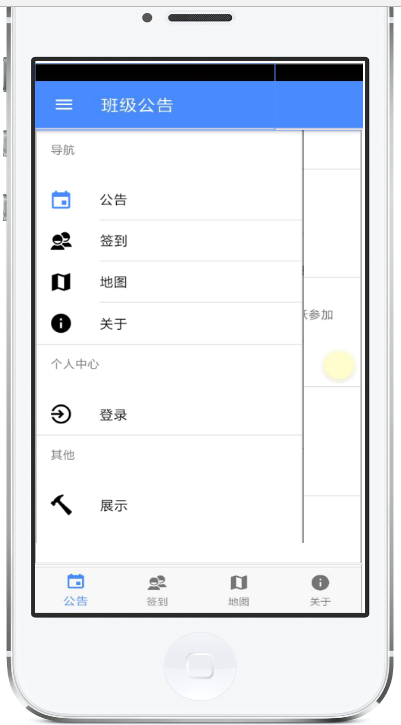 班级公告
导航
公告
签到
地图
关于
参加
个人中心
登录
其他
展示
公告
签到
地图
关于